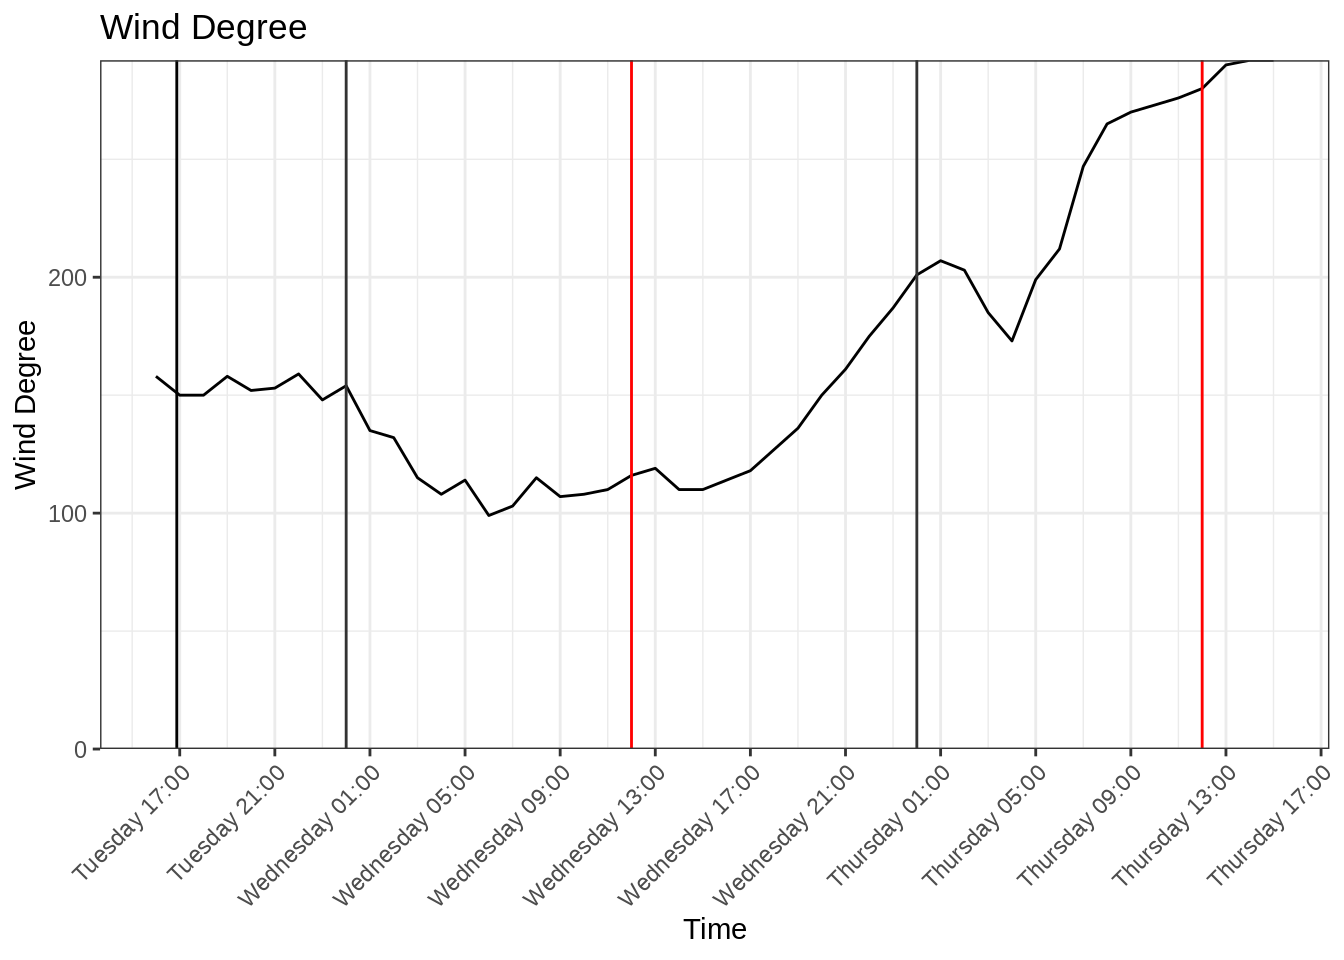 Wind Degree
Wind Degree
200
100
0
Tuesday 17:00
Tuesday 21:00
Wednesday 01:00
Wednesday 05:00
Wednesday 09:00
Wednesday 13:00
Wednesday 17:00
Wednesday 21:00
Thursday 01:00
Thursday 05:00
Thursday 09:00
Thursday 13:00
Thursday 17:00
Time